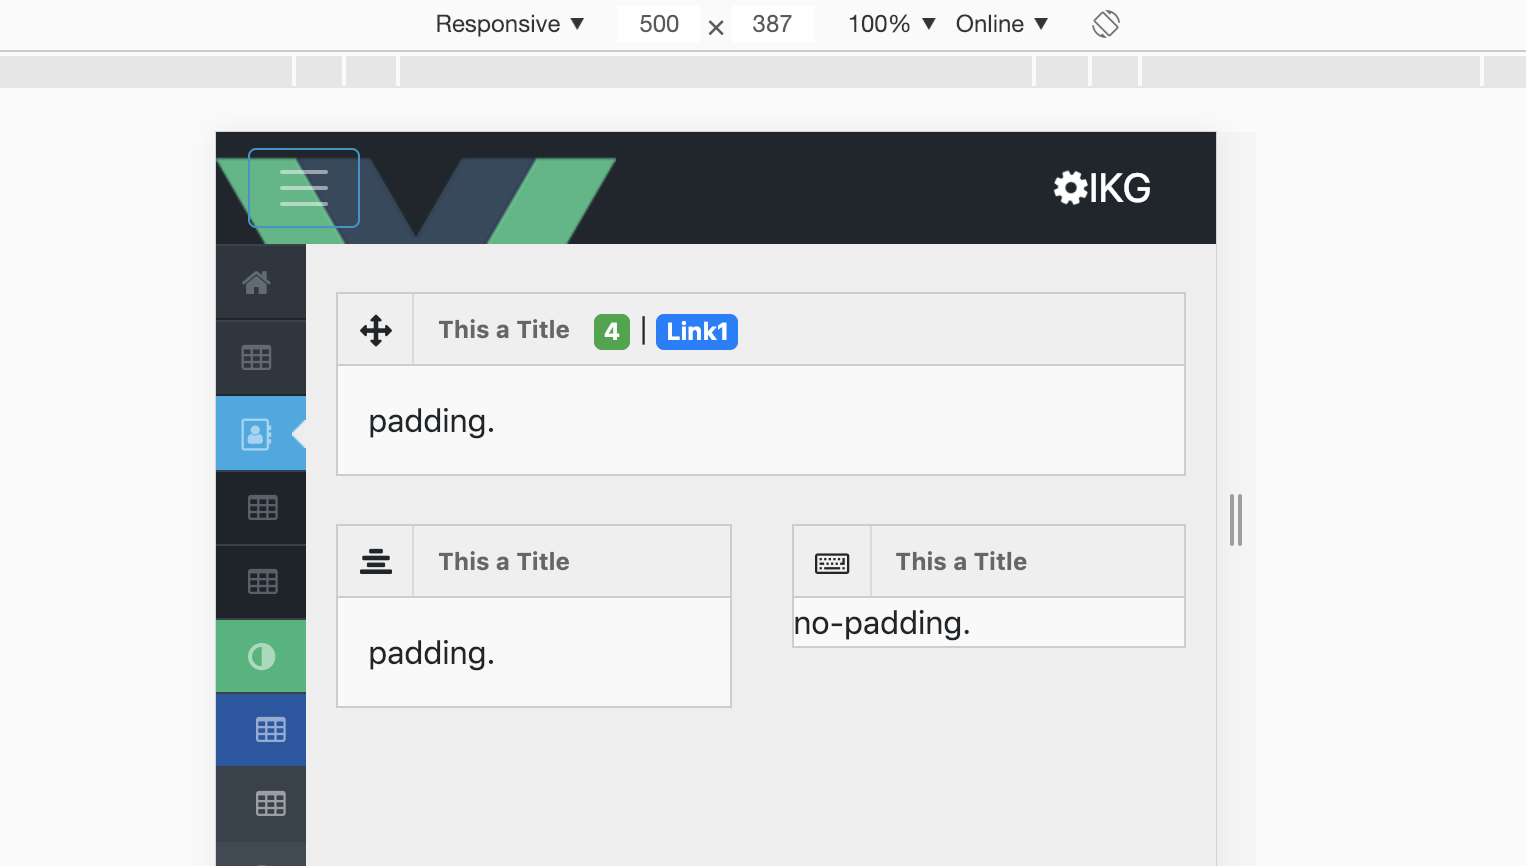 Responsive ▼ 500 × 387 100% ▼ Online ▼
IKG
This a Title 4 | Link1
padding.
This a Title
padding.
This a Title
no-padding.